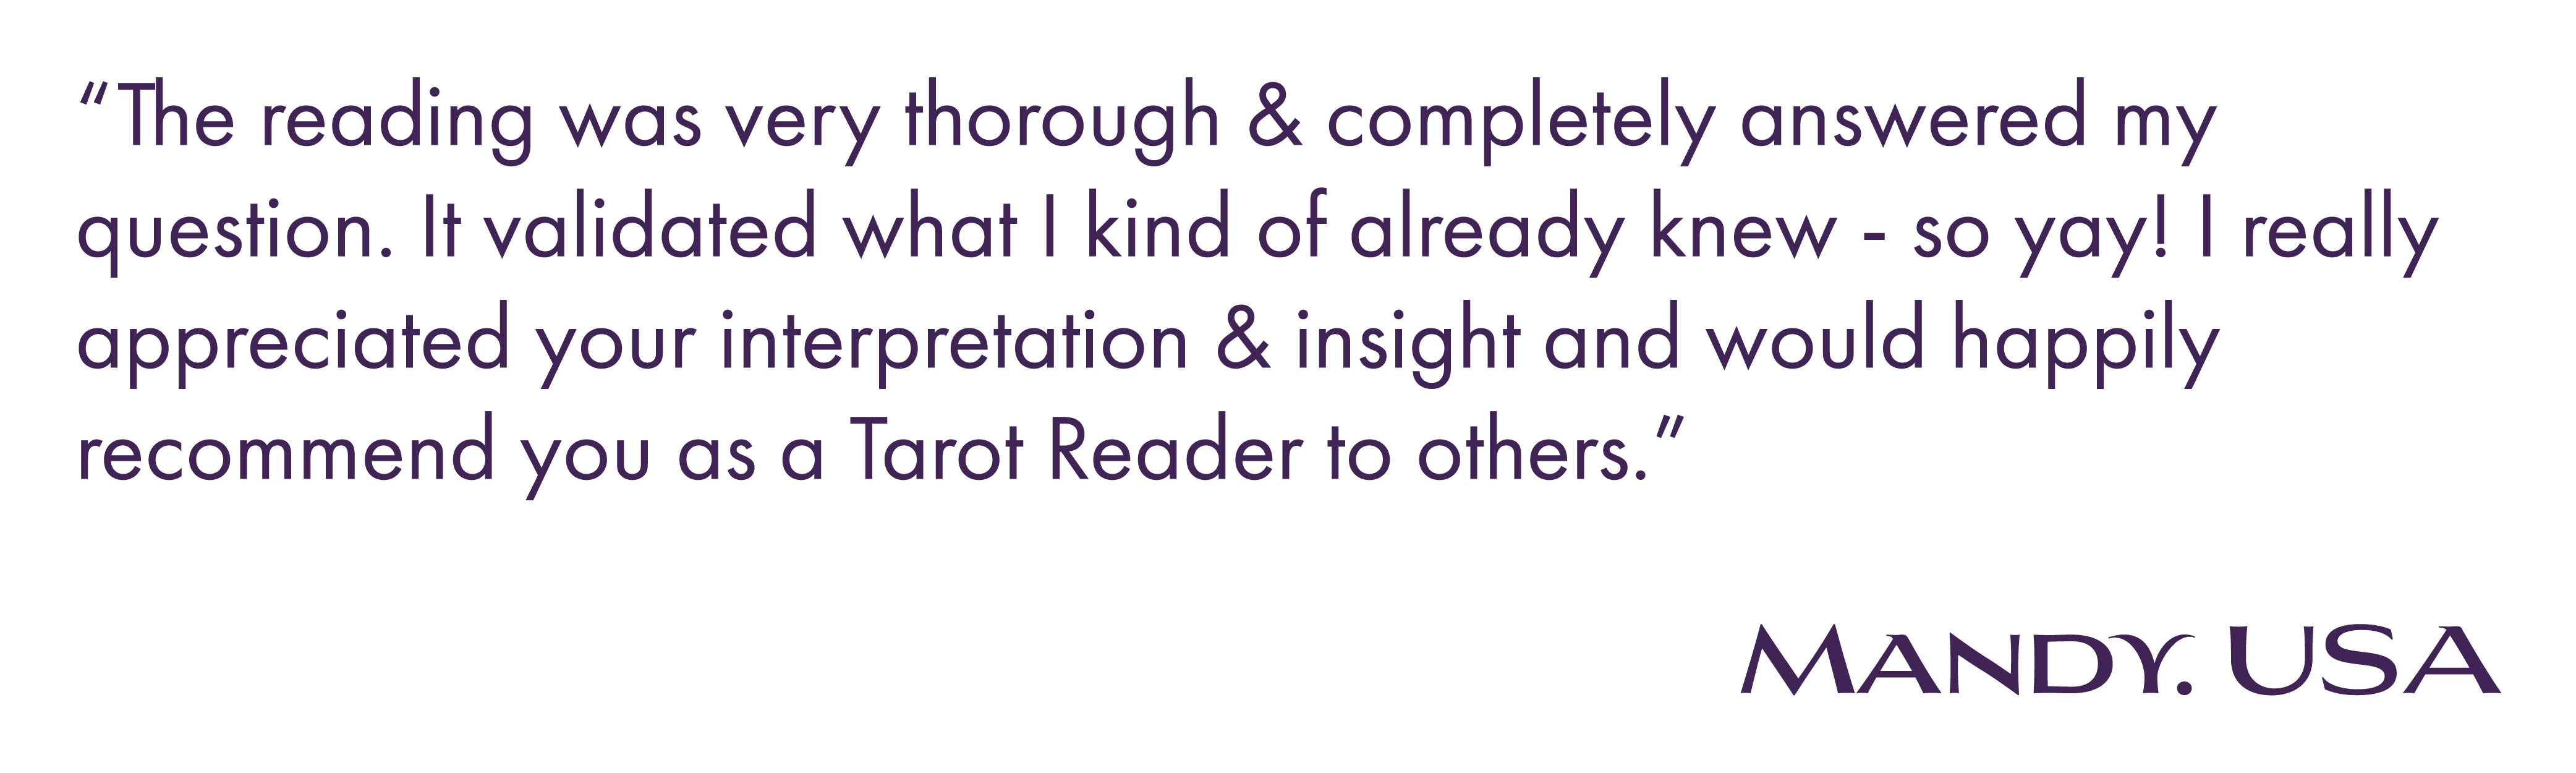 “The reading was very thorough & completely answered my
question. It validated what I kind of already knew - so yay! I really
appreciated your interpretation & insight and would happily
recommend you as a Tarot Reader to others.”
MANDY. USA